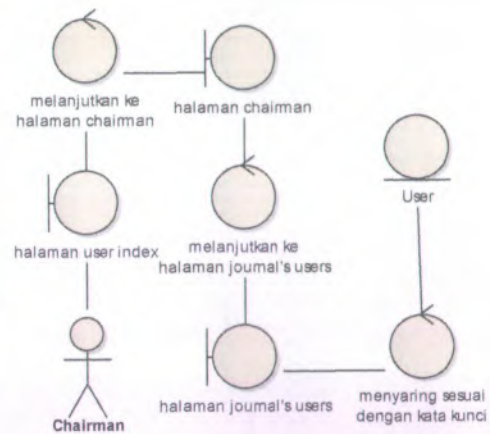 melanjutkan ke
halaman chairman
halaman chairman
halaman user index
melanjutkan ke
halaman journal's users
User
Chairman
halaman journal's users
menyaring sesuai
dengan kata kunci